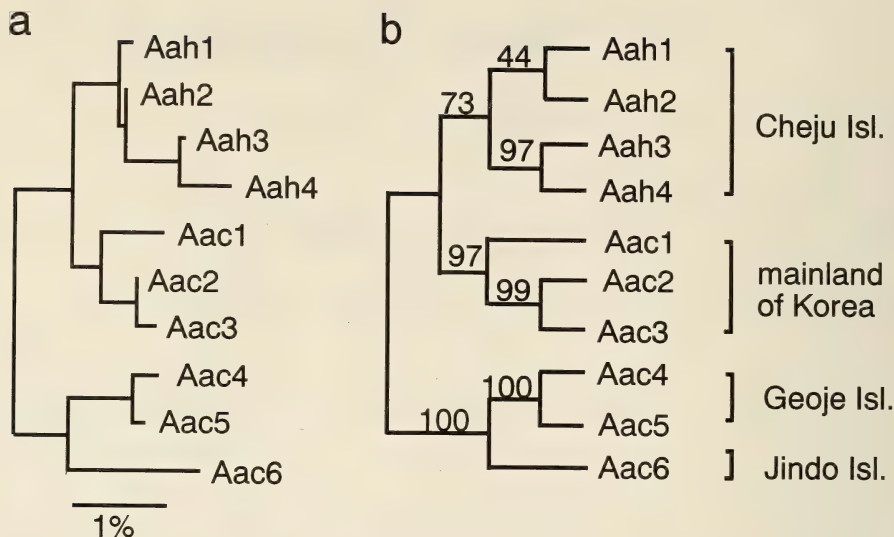 a
Aah1
Aah2
Aah3
Aah4
Aac1
Aac2
Aac3
Aac4
Aac5
Aac6
1%
b
44
73
97
97
99
100
100
Aah1
Aah2
Aah3
Aah4
Aac1
Aac2
Aac3
Aac4
Aac5
Aac6
Cheju Isl.
mainland
of Korea
Geoje Isl.
Jindo Isl.